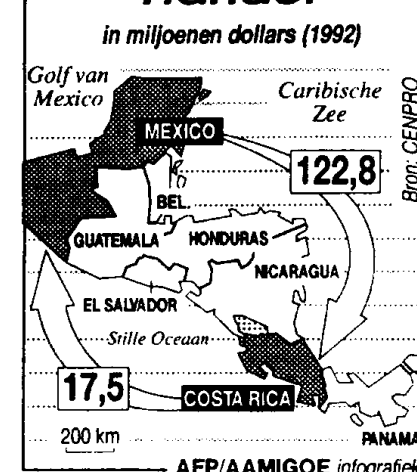 in miljoenen dollars (1992)
Golf van
Mexico
Caribische
Zee
Bron: CENPRO
MEXICO
122,8
BEL.
GUATEMALA
HONDURAS
NICARAGUA
EL SALVADOR
Stille Oceaan
17,5
COSTA RICA
200 km
PANAMA
AFP/AAMIGOE infografiek